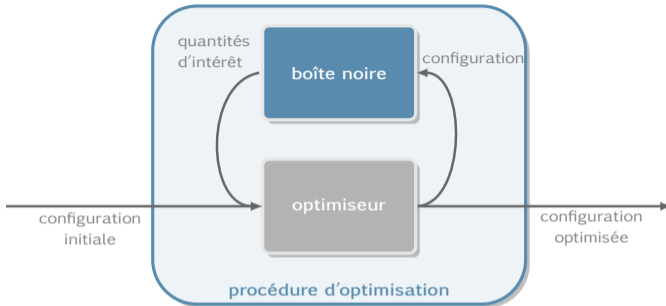 quantités
d'intérêt
boîte noire
configuration
configuration
initiale
optimiseur
configuration
optimisée
procédure d'optimisation